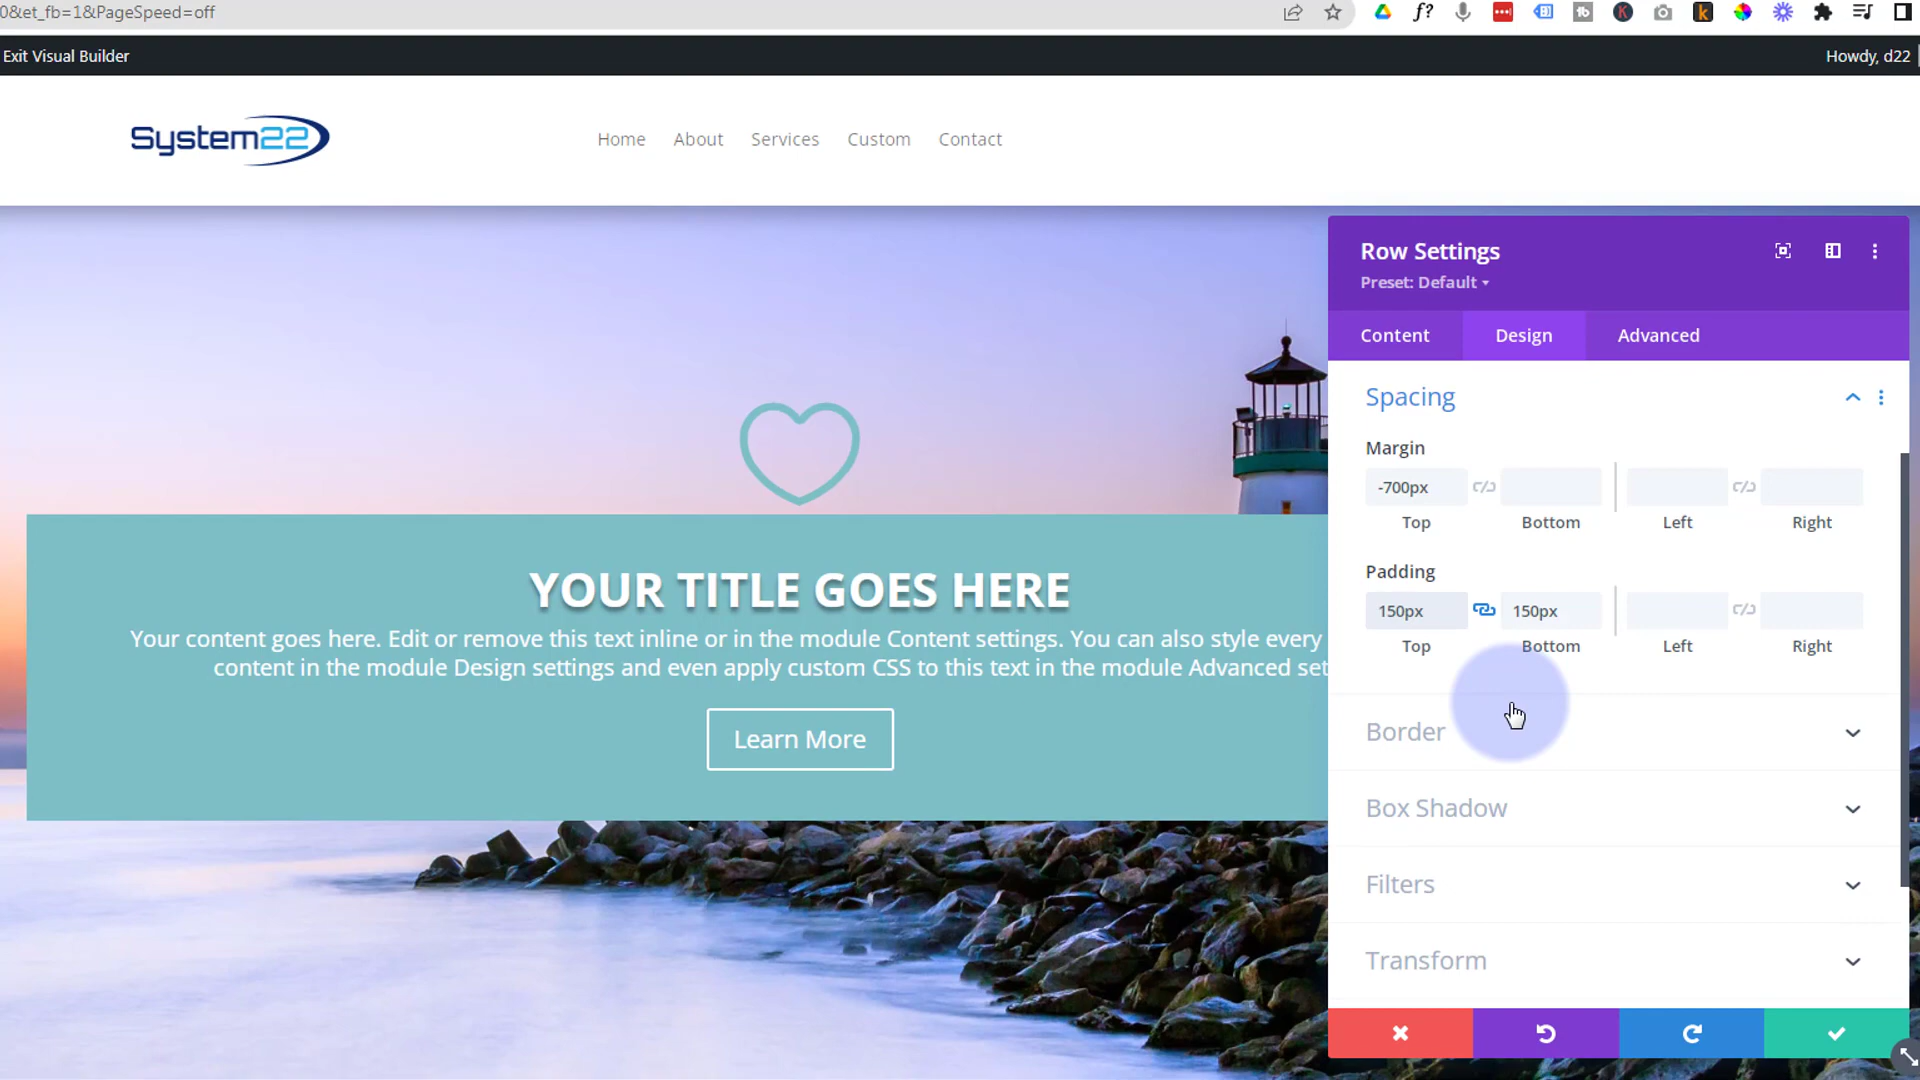 0&et_fb=1&PageSpeed=off
Exit Visual Builder
Howdy, d22
System22
Home About Services Custom Contact
Row Settings
Preset: Default
Content Design Advanced
Spacing
Margin
-700px
Top Bottom Left Right
Padding
150px 150px
Top Bottom Left Right
Border
Box Shadow
Filters
Transform
YOUR TITLE GOES HERE
Your content goes here. Edit or remove this text inline or in the module Content settings. You can also style every
content in the module Design settings and even apply custom CSS to this text in the module Advanced set
Learn More